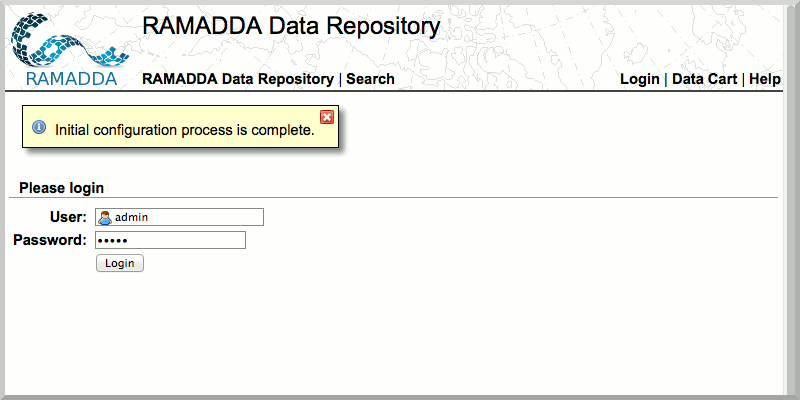 RAMADDA Data Repository
RAMADDA
RAMADDA Data Repository | Search
Login | Data Cart | Help
Initial configuration process is complete.
Please login
User: admin
Password: •••••
Login